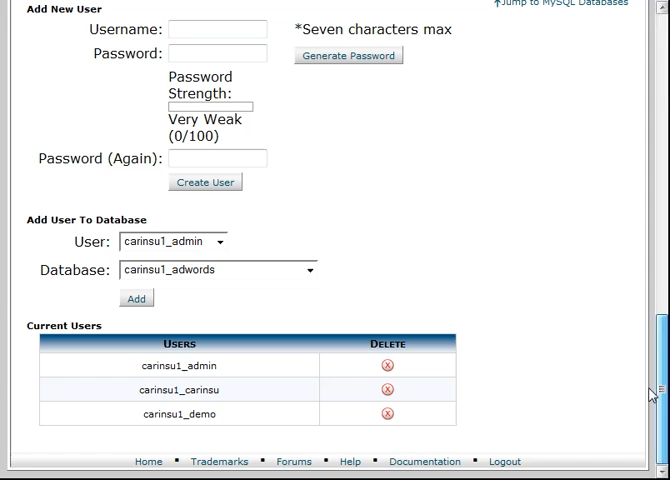 ↑Jump to MySQL Databases
Add New User
Username: *Seven characters max
Password: Generate Password
Password
Strength:
Very Weak
(0/100)
Password (Again):
Create User
Add User To Database
User: carinsu1_admin
Database: carinsu1_adwords
Add
Current Users
Users Delete
carinsu1_admin
carinsu1_carinsu
carinsu1_demo
Home ▪ Trademarks ▪ Forums ▪ Help ▪ Documentation ▪ Logout